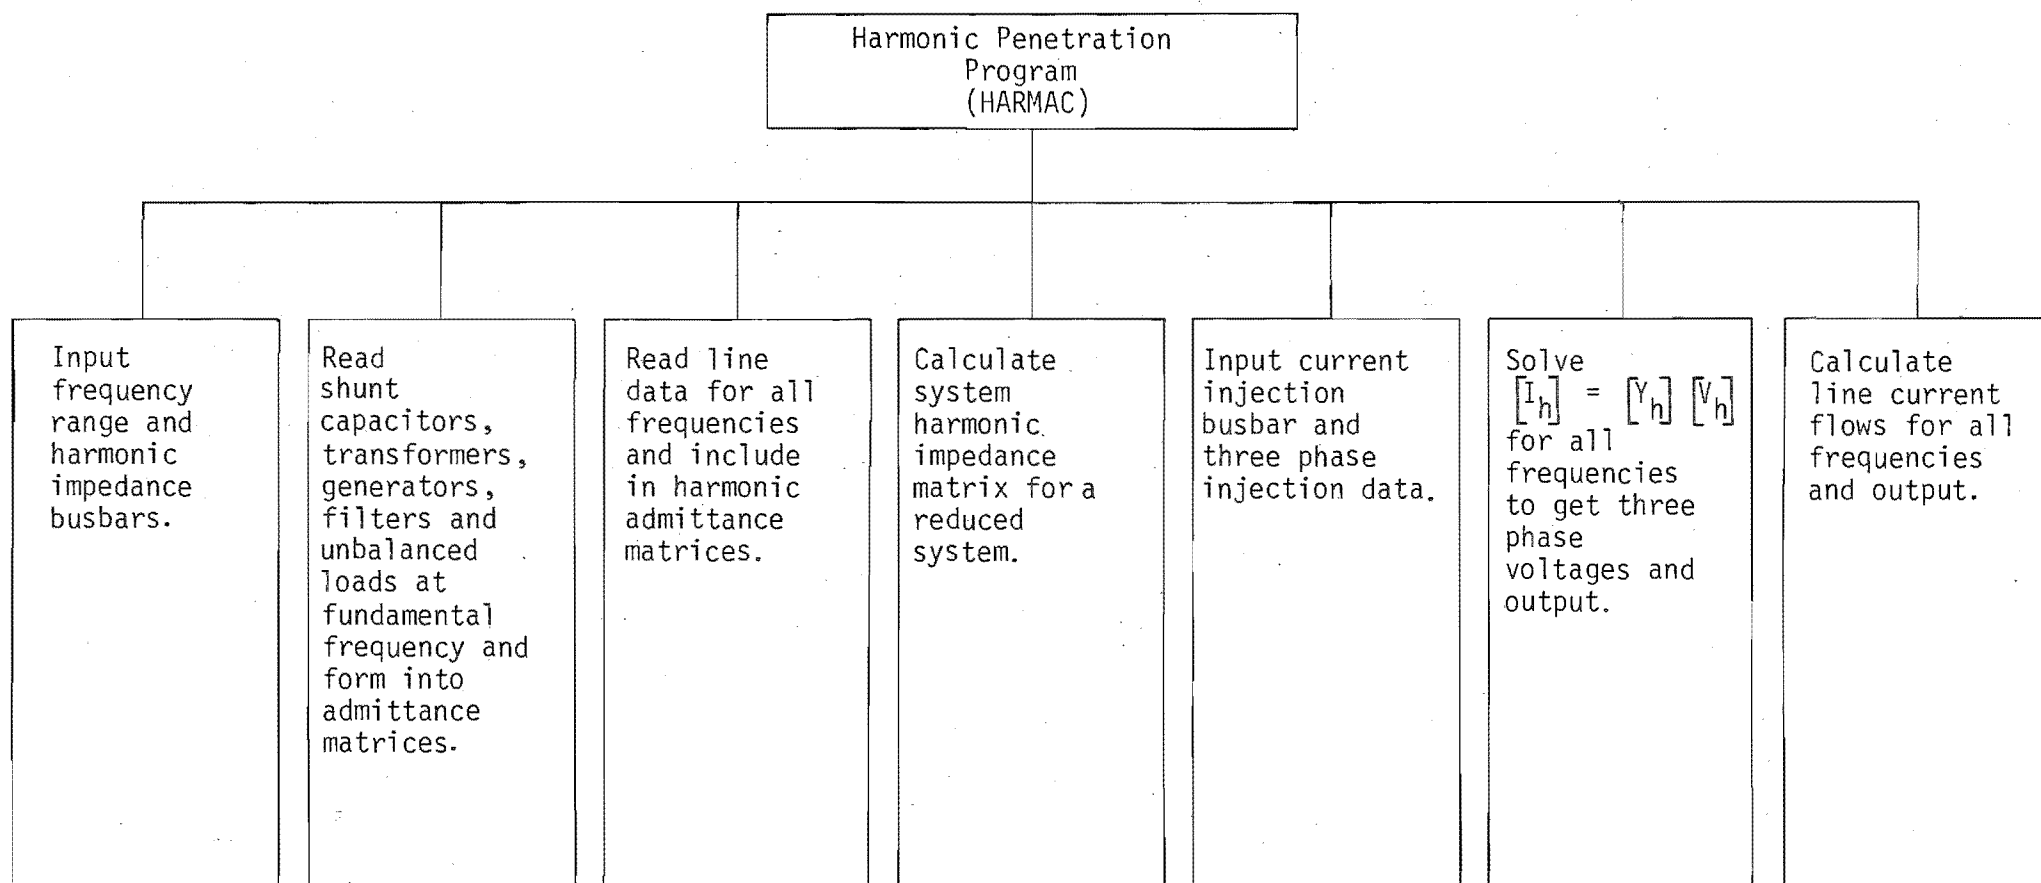 Harmonic Penetration
Program
(HARMAC)
Input
frequency
range and
harmonic
impedance
busbars.
Read
shunt
capacitors,
transformers,
generators,
filters and
unbalanced
loads at
fundamental
frequency and
form into
admittance
matrices.
Read line
data for all
frequencies
and include
in harmonic
admittance
matrices.
Calculate
system
harmonic
impedance
matrix for a
reduced
system.
Input current
injection
busbar and
three phase
injection data.
Solve
[Ih] = [Yh] [Vh]
for all
frequencies
to get three
phase
voltages and
output.
Calculate
line current
flows for all
frequencies
and output.